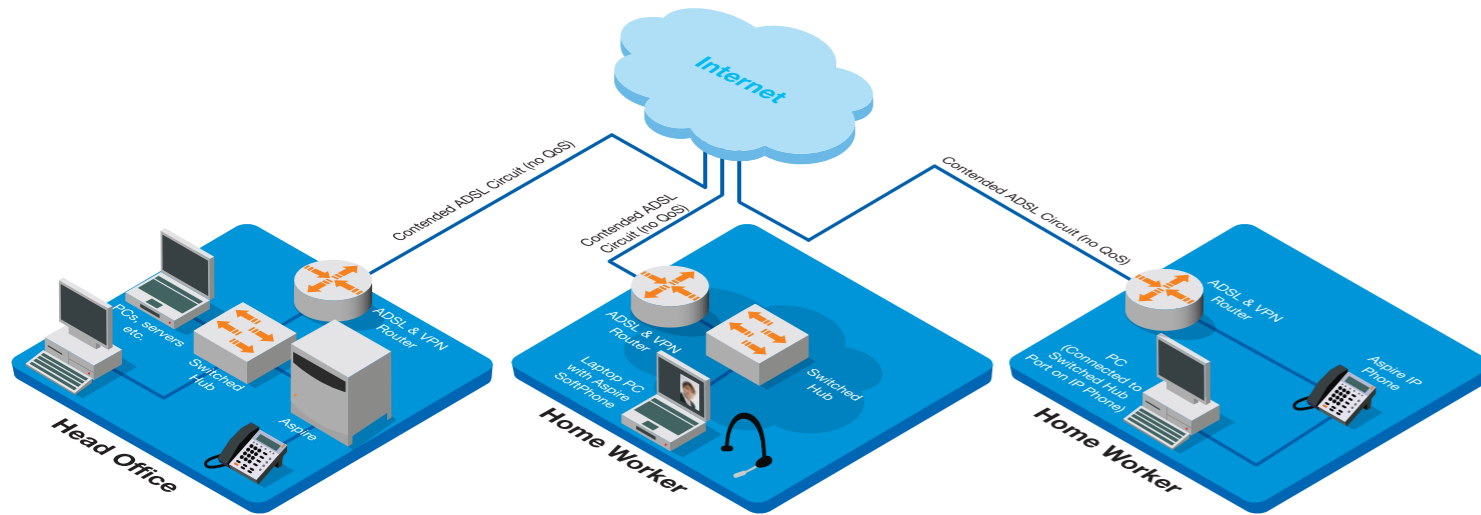 Internet
Contended ADSL Circuit (no QoS)
Contended ADSL
Circuit (no QoS)
Contended ADSL Circuit (no QoS)
PCs, servers
etc.
Switched
Hub
ADSL & VPN
Router
Aspire
Head Office
ADSL & VPN
Router
Switched
Hub
Laptop PC
with Aspire
SoftPhone
Home Worker
ADSL & VPN
Router
PC
(Connected to
Switched Hub
Port on IP Phone)
Aspire IP
Phone
Home Worker